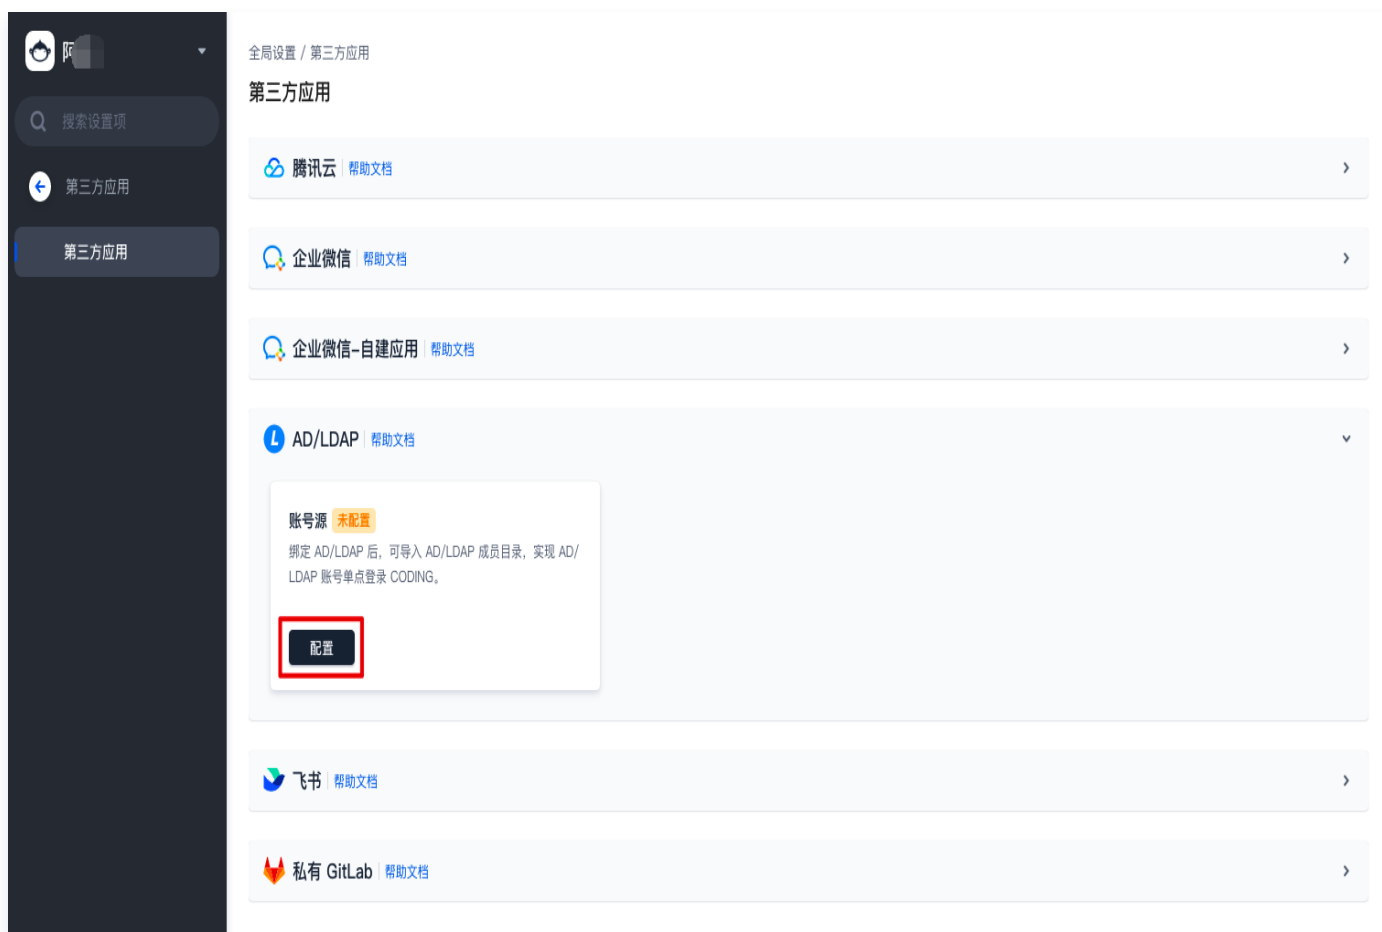 阿
搜索设置项
第三方应用
第三方应用
全局设置 / 第三方应用
第三方应用
腾讯云 帮助文档
企业微信 帮助文档
企业微信-自建应用 帮助文档
AD/LDAP 帮助文档
账号源 未配置
绑定 AD/LDAP 后，可导入 AD/LDAP 成员目录，实现 AD/
LDAP 账号单点登录 CODING。
配置
飞书 帮助文档
私有 GitLab 帮助文档